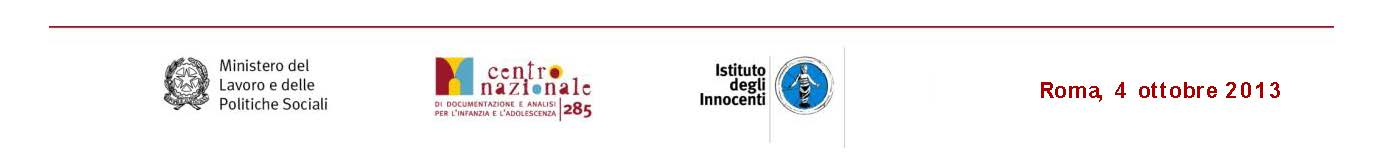 Ministero del
Lavoro e delle
Politiche Sociali
centro
nazionale
DI DOCUMENTAZIONE E ANALISI
PER L'INFANZIA E L'ADOLESCENZA
285
Istituto
degli
Innocenti
Roma, 4 ottobre 2013